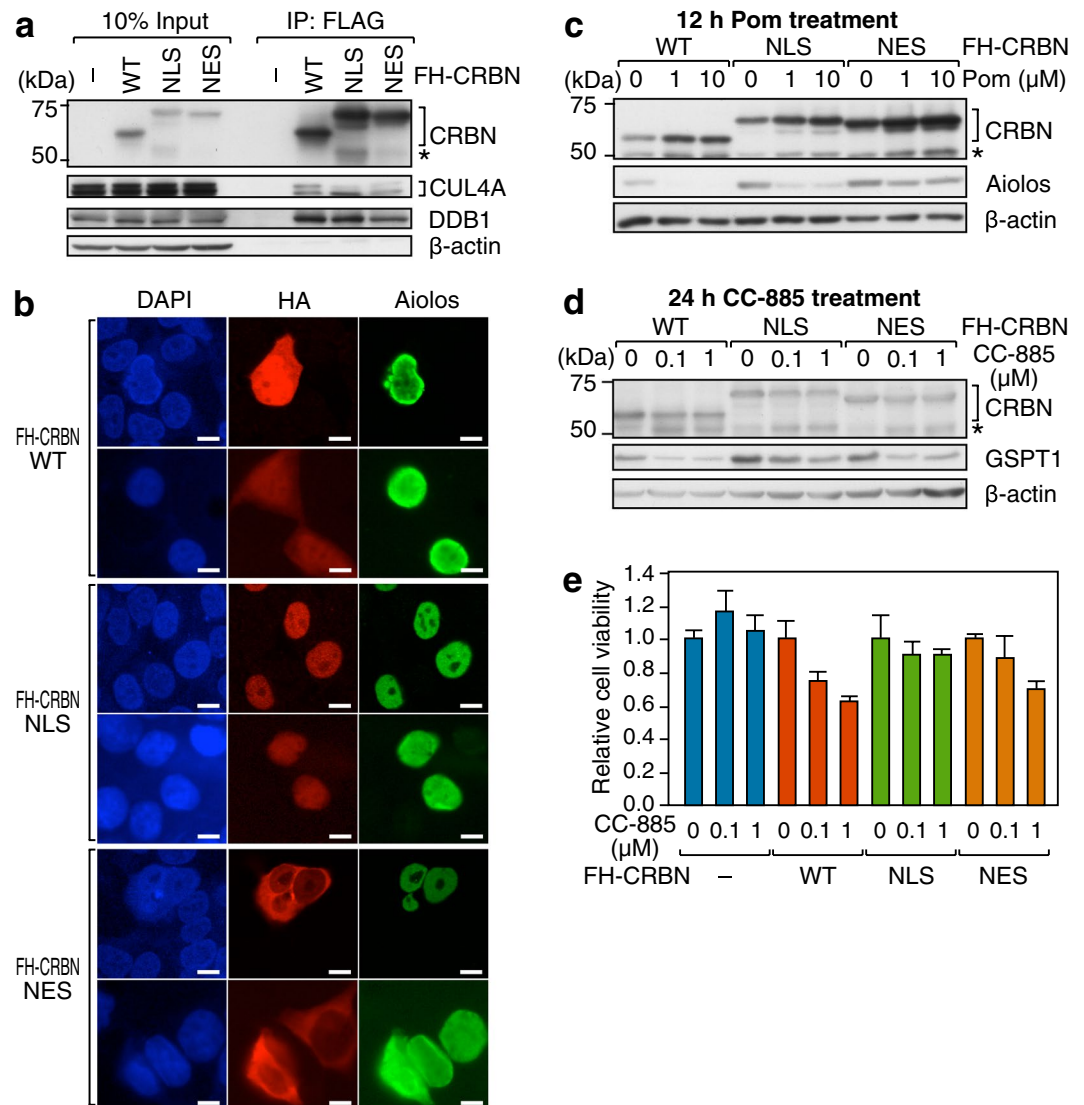 a
10% Input IP: FLAG
(kDa) – WT NLS NES – WT NLS NES FH-CRBN
75
CRBN
50 *
CUL4A
DDB1
β-actin
b
DAPI HA Aiolos
FH-CRBN
WT
FH-CRBN
NLS
FH-CRBN
NES
c
12 h Pom treatment
WT NLS NES FH-CRBN
(kDa) 0 1 10 0 1 10 0 1 10 Pom (µM)
75
CRBN
50 *
Aiolos
β-actin
d
24 h CC-885 treatment
WT NLS NES FH-CRBN
(kDa) 0 0.1 1 0 0.1 1 0 0.1 1 CC-885
(µM)
75
CRBN
50 *
GSPT1
β-actin
e
Relative cell viability
1.4
1.2
1.0
0.8
0.6
0.4
0.2
0.0
CC-885 0 0.1 1 0 0.1 1 0 0.1 1 0 0.1 1
(µM)
FH-CRBN – WT NLS NES